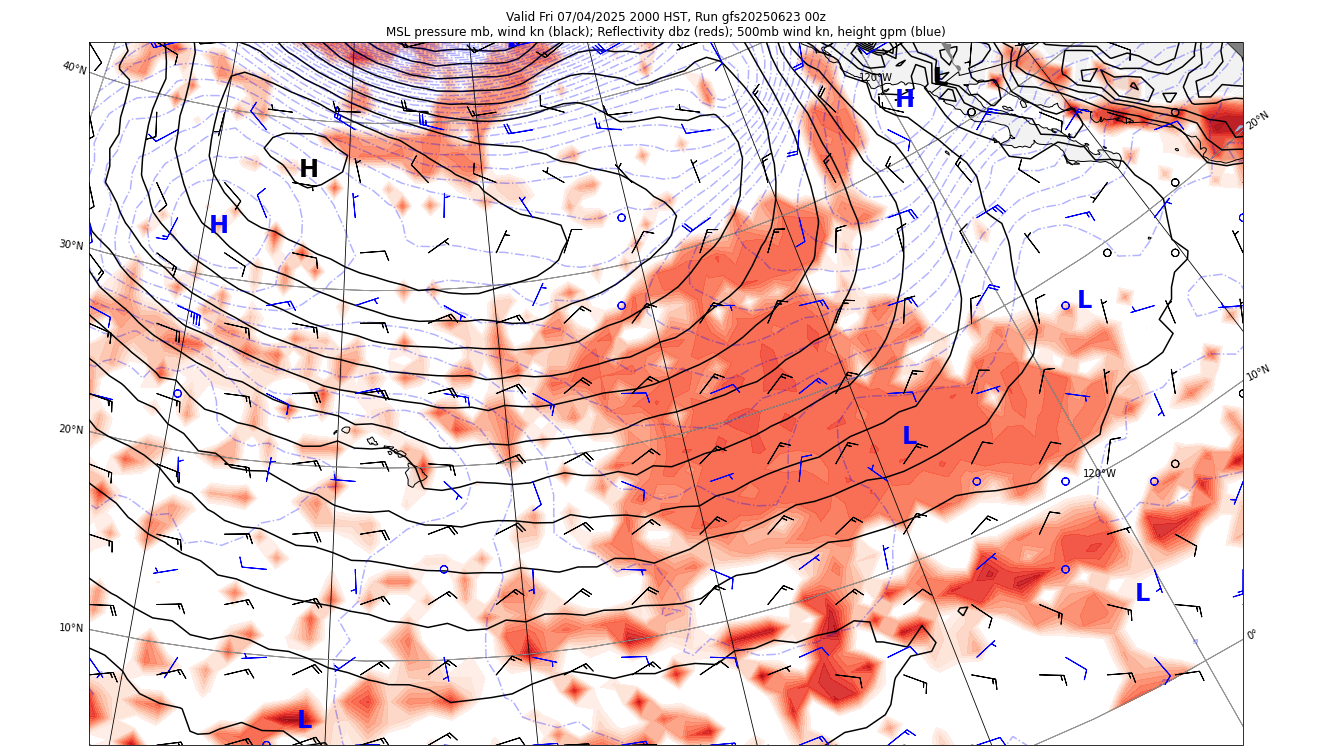 Valid Fri 07/04/2025 2000 HST, Run gfs20250623 00z
MSL pressure mb, wind kn (black); Reflectivity dbz (reds); 500mb wind kn, height gpm (blue)
40°N
120°W
L
H
20°N
H
H
30°N
L
10°N
20°N
L
120°W
L
10°N
0°
L